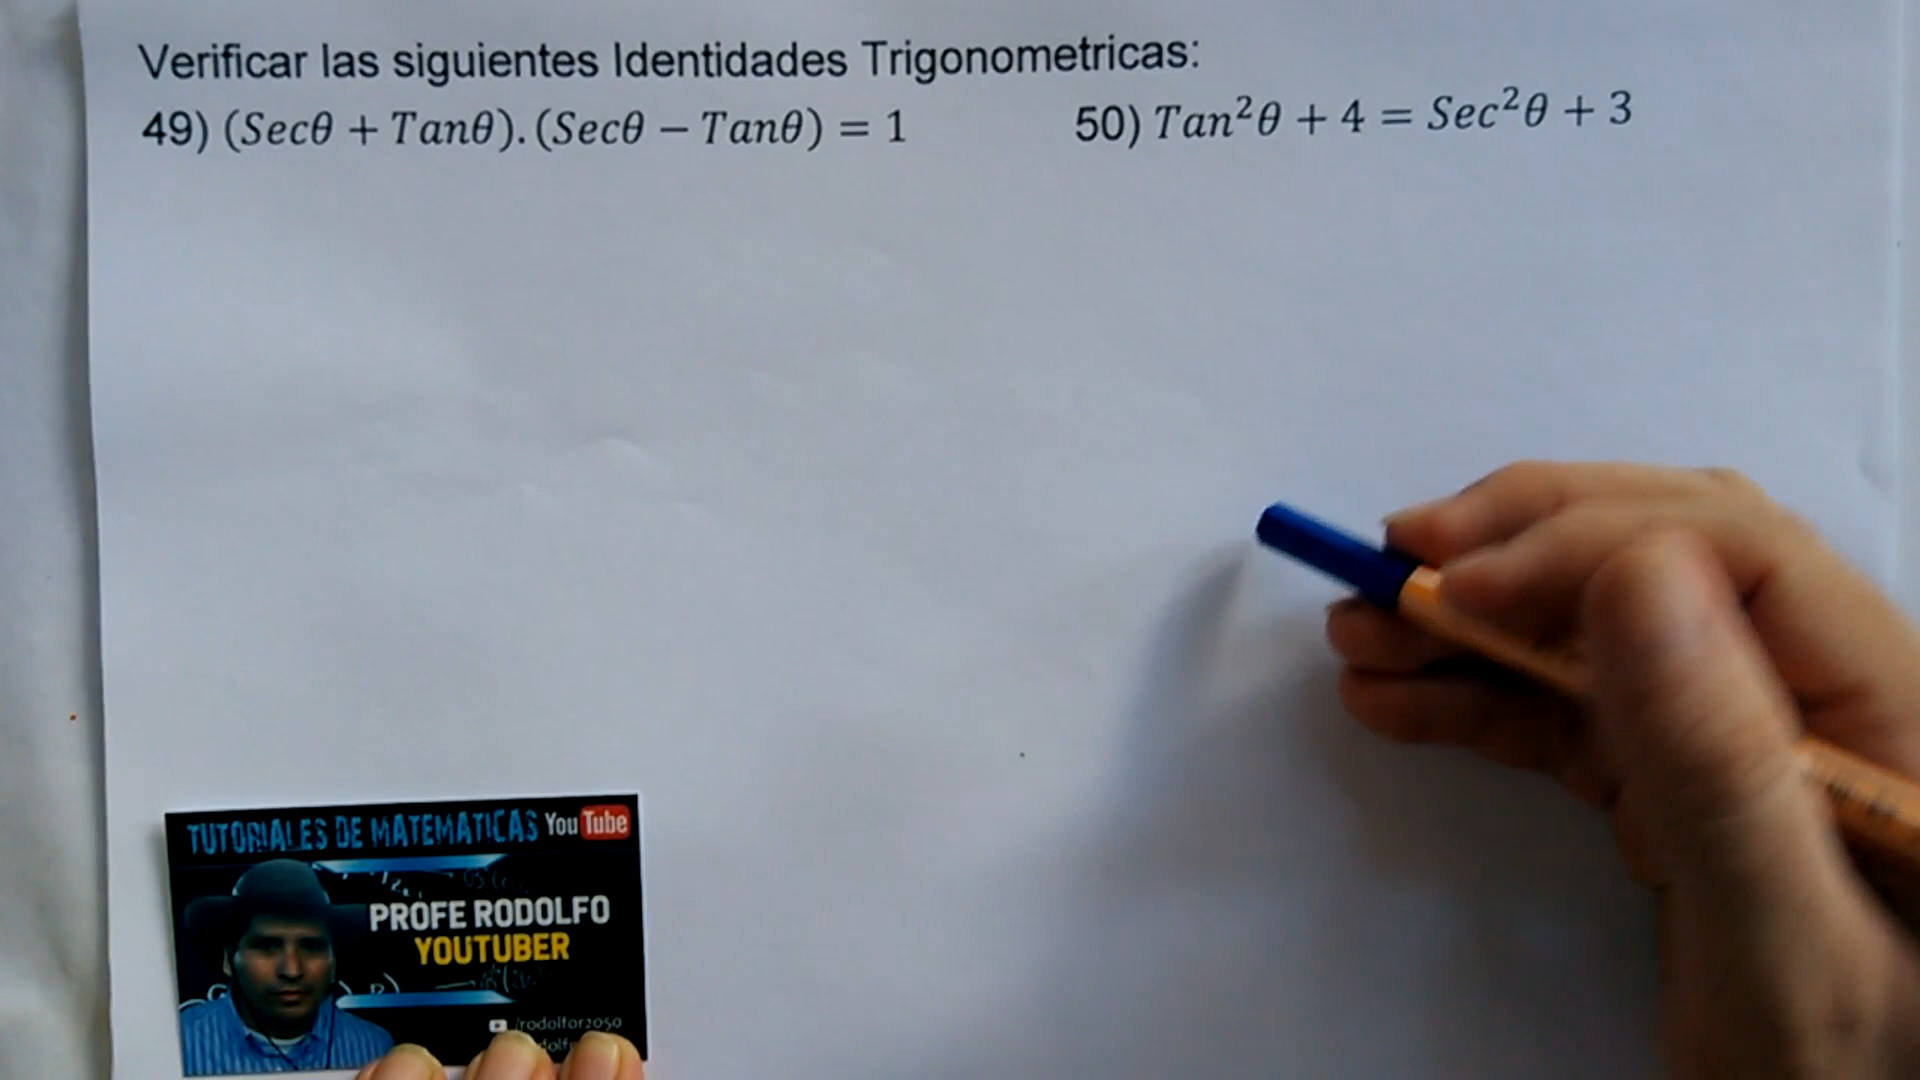 Verificar las siguientes Identidades Trigonometricas:
49) (Secθ + Tanθ).(Secθ − Tanθ) = 1
50) Tan²θ + 4 = Sec²θ + 3
TUTORIALES DE MATEMATICAS YouTube
PROFE RODOLFO
YOUTUBER
/rodolfor2050